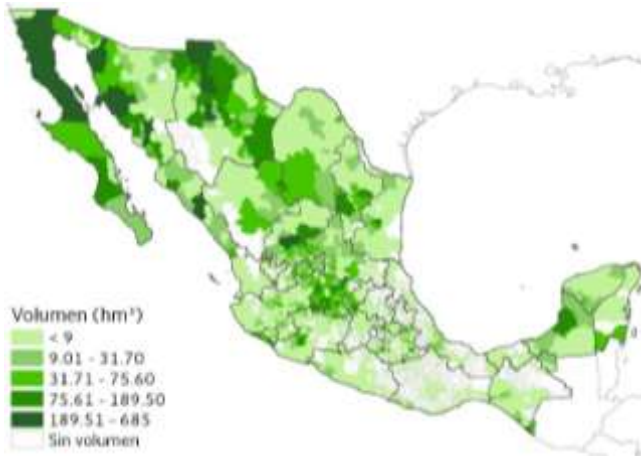 Volumen (hm³)
< 9
9.01 - 31.70
31.71 - 75.60
75.61 - 189.50
189.51 - 685
Sin volumen